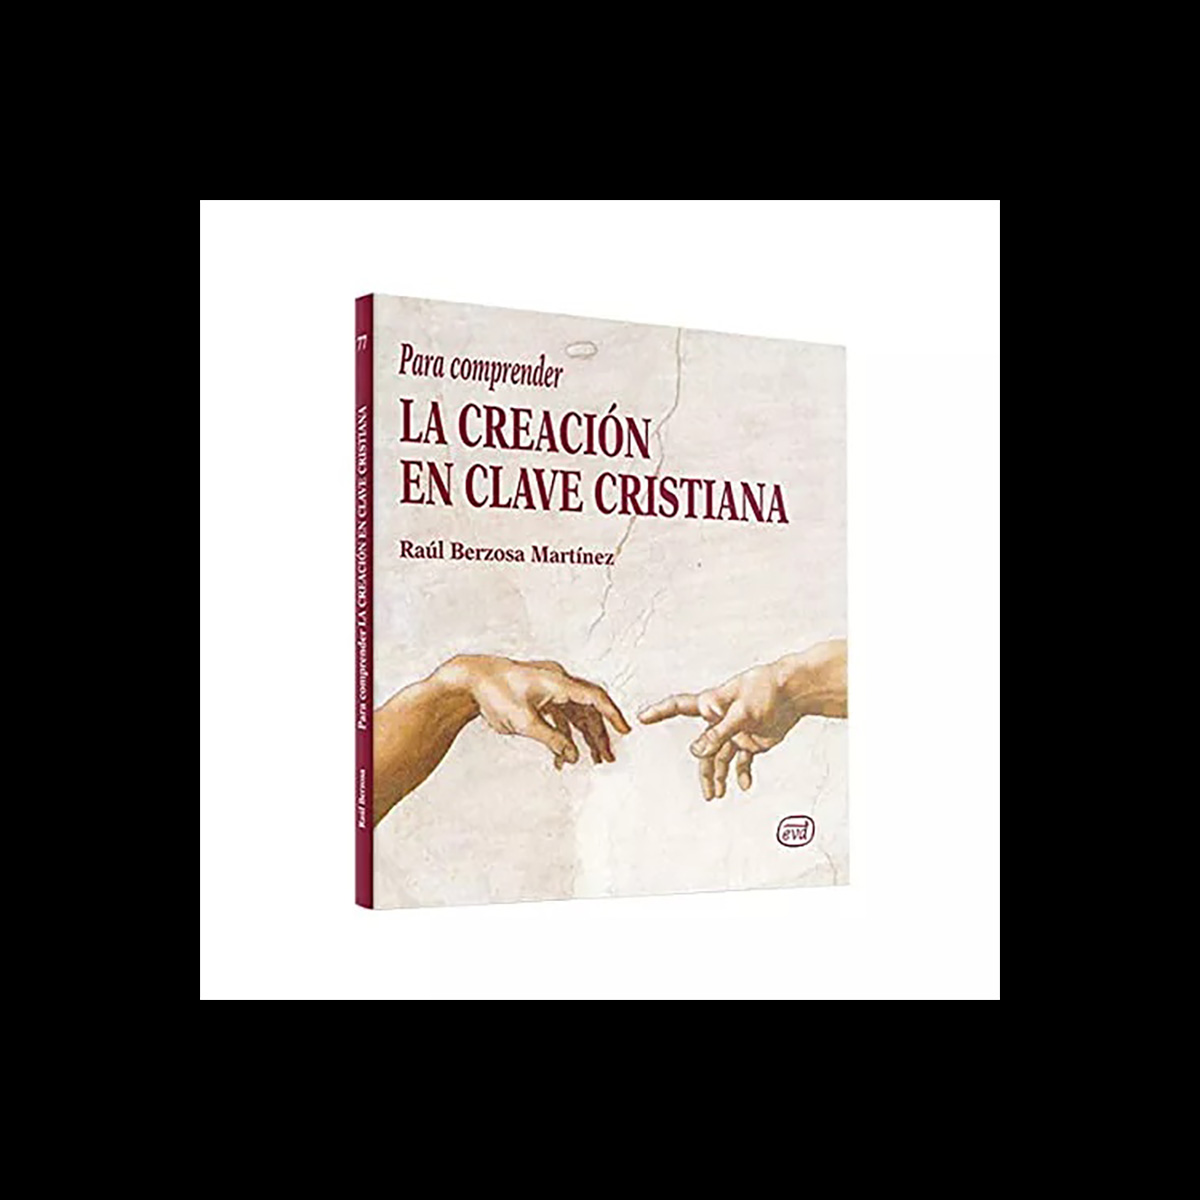 Para comprender
LA CREACIÓN
EN CLAVE CRISTIANA
Raúl Berzosa Martínez
evd
77
Para comprender LA CREACIÓN EN CLAVE CRISTIANA
Raúl Berzosa